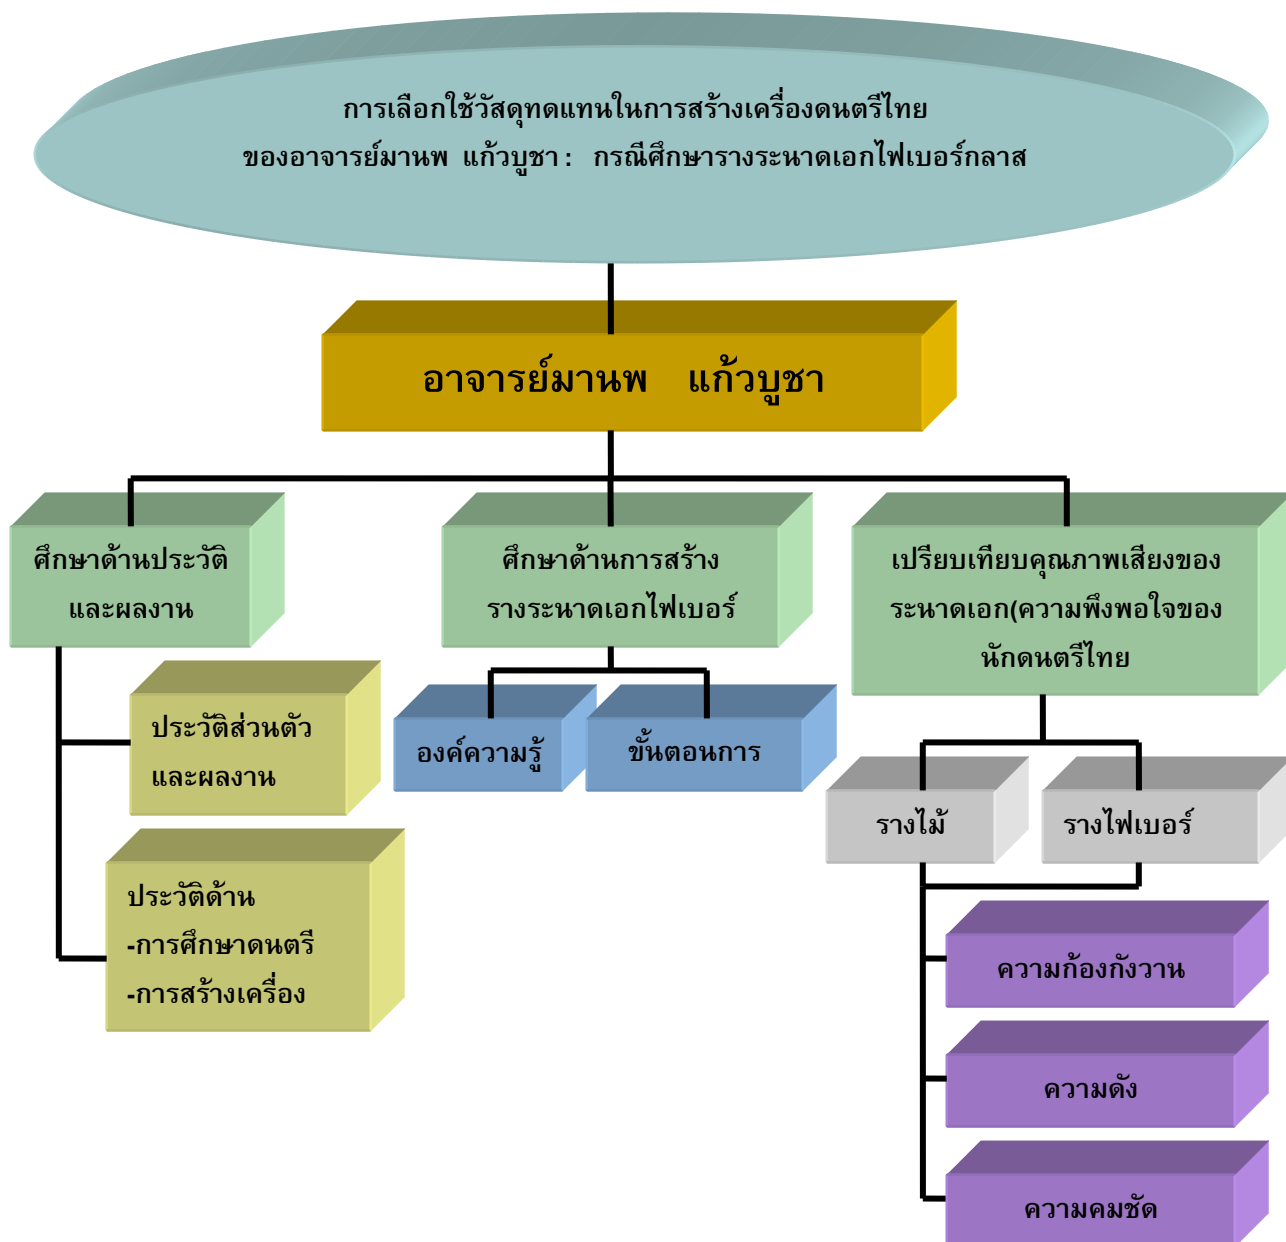 การเลือกใช้วัสดุทดแทนในการสร้างเครื่องดนตรีไทย
ของอาจารย์มานพ แก้วบูชา : กรณีศึกษารางระนาดเอกไฟเบอร์กลาส
อาจารย์มานพ แก้วบูชา
ศึกษาด้านประวัติ
และผลงาน
ศึกษาด้านการสร้าง
รางระนาดเอกไฟเบอร์
เปรียบเทียบคุณภาพเสียงของ
ระนาดเอก(ความพึงพอใจของ
นักดนตรีไทย
ประวัติส่วนตัว
และผลงาน
องค์ความรู้
ขั้นตอนการ
รางไม้
รางไฟเบอร์
ประวัติด้าน
-การศึกษาดนตรี
-การสร้างเครื่อง
ความก้องกังวาน
ความดัง
ความคมชัด